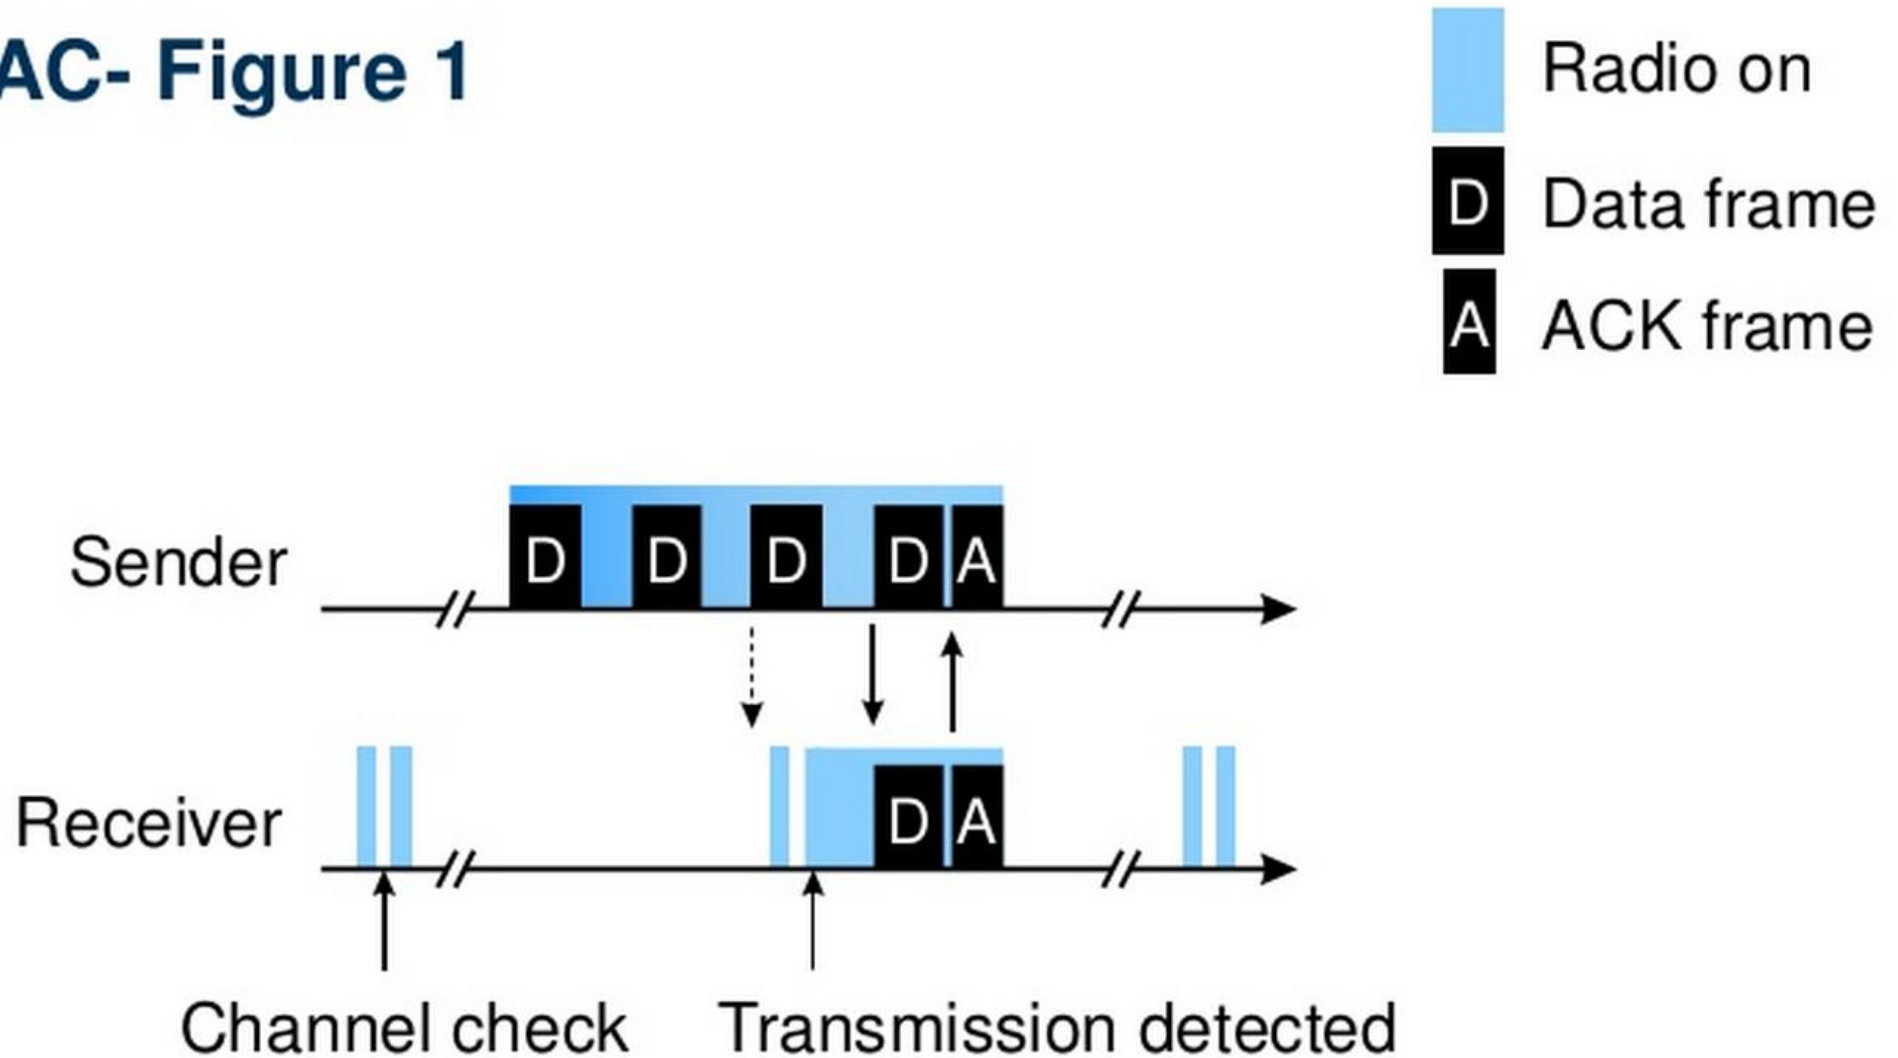 AC- Figure 1
Radio on
D Data frame
A ACK frame
Sender
D D D D A
Receiver
D A
Channel check
Transmission detected